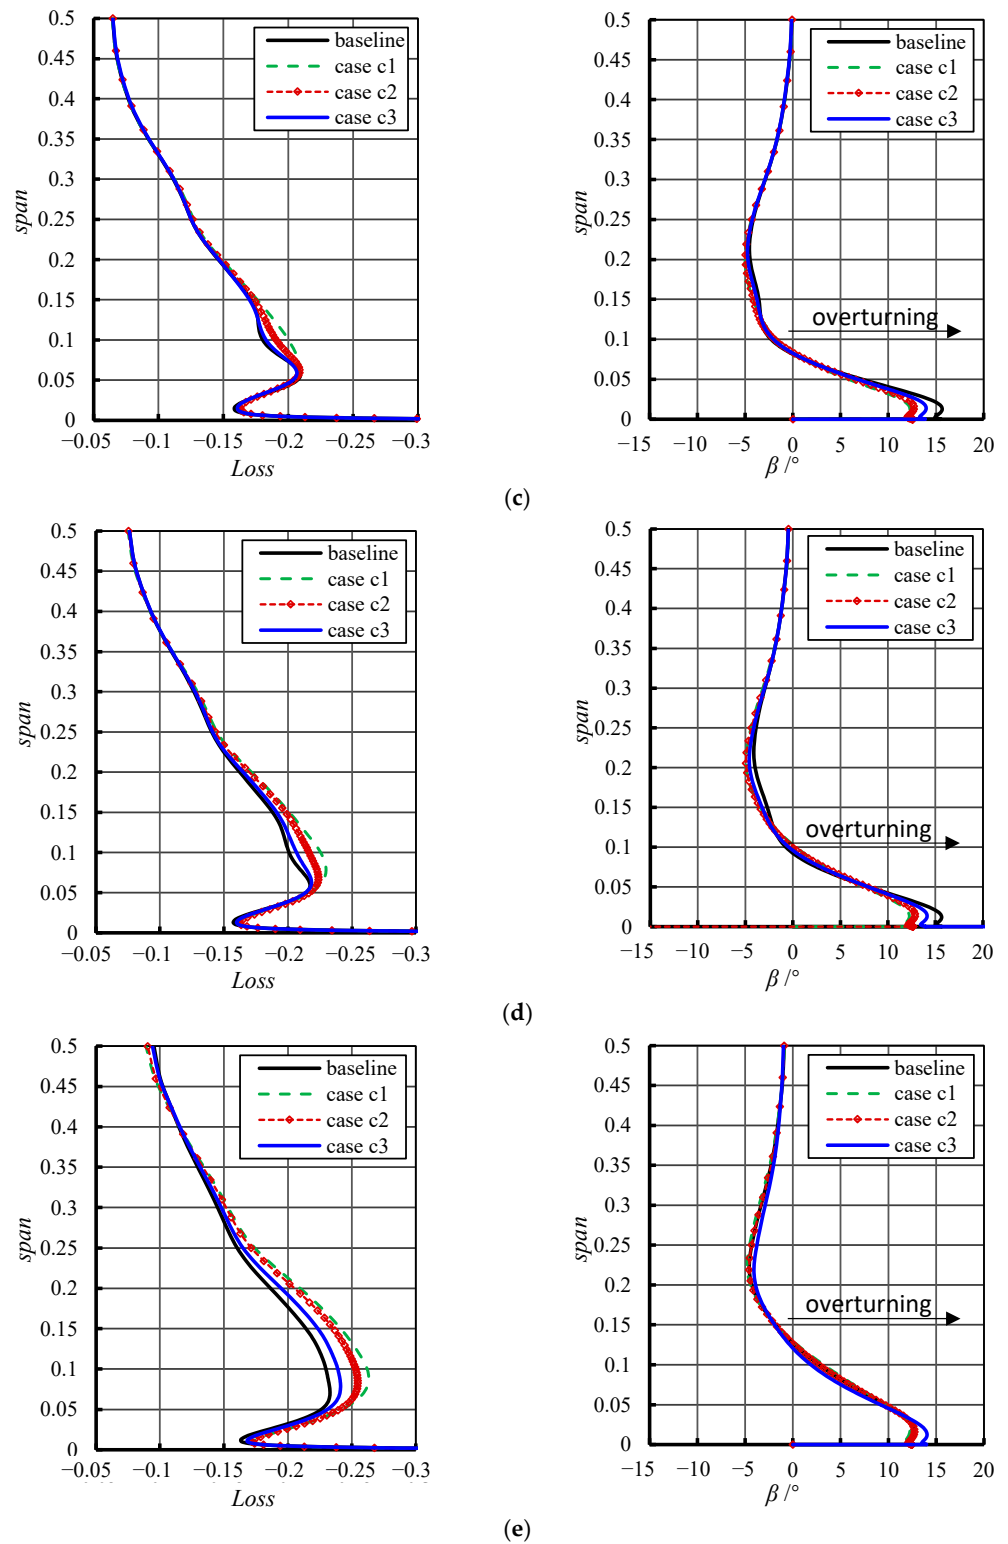 0.5
0.45
0.4
0.35
0.3
0.25
0.2
0.15
0.1
0.05
0
span
baseline
case c1
case c2
case c3
−0.05 −0.1 −0.15 −0.2 −0.25 −0.3
Loss
0.5
0.45
0.4
0.35
0.3
0.25
0.2
0.15
0.1
0.05
0
span
baseline
case c1
case c2
case c3
overturning
−15 −10 −5 0 5 10 15 20
β /°
(c)
0.5
0.45
0.4
0.35
0.3
0.25
0.2
0.15
0.1
0.05
0
span
baseline
case c1
case c2
case c3
−0.05 −0.1 −0.15 −0.2 −0.25 −0.3
Loss
0.5
0.45
0.4
0.35
0.3
0.25
0.2
0.15
0.1
0.05
0
span
baseline
case c1
case c2
case c3
overturning
−15 −10 −5 0 5 10 15 20
β /°
(d)
0.5
0.45
0.4
0.35
0.3
0.25
0.2
0.15
0.1
0.05
0
span
baseline
case c1
case c2
case c3
−0.05 −0.1 −0.15 −0.2 −0.25 −0.3
Loss
0.5
0.45
0.4
0.35
0.3
0.25
0.2
0.15
0.1
0.05
0
span
baseline
case c1
case c2
case c3
overturning
−15 −10 −5 0 5 10 15 20
β /°
(e)